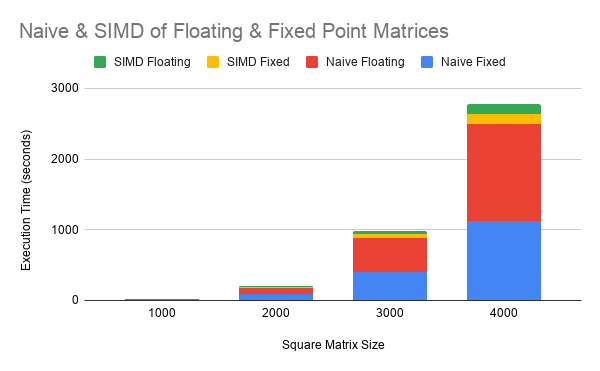 Naive & SIMD of Floating & Fixed Point Matrices
SIMD Floating SIMD Fixed Naive Floating Naive Fixed
3000
2000
1000
0
Execution Time (seconds)
1000 2000 3000 4000
Square Matrix Size